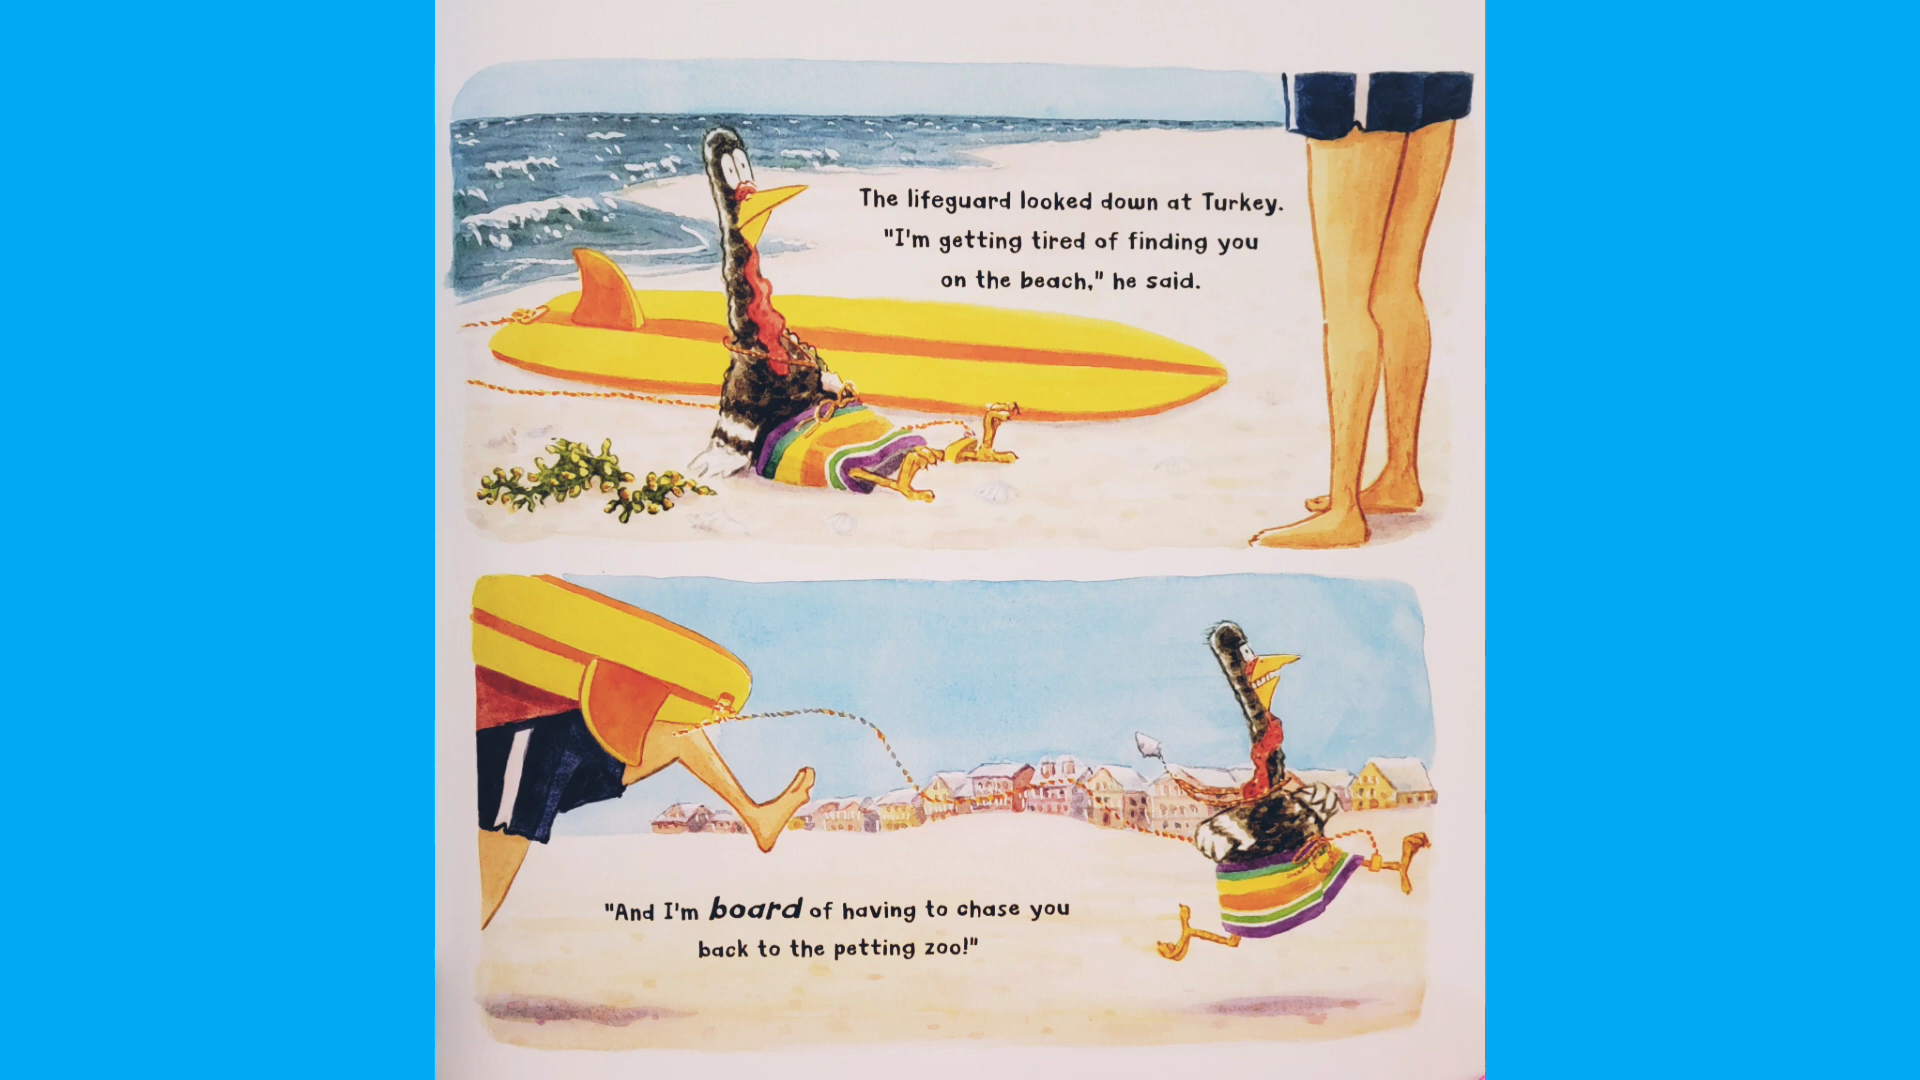 The lifeguard looked down at Turkey.
"I'm getting tired of finding you
on the beach," he said.
"And I'm board of having to chase you
back to the petting zoo!"